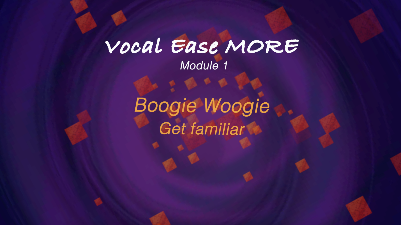 Vocal Ease MORE
Module 1
Boogie Woogie
Get familiar